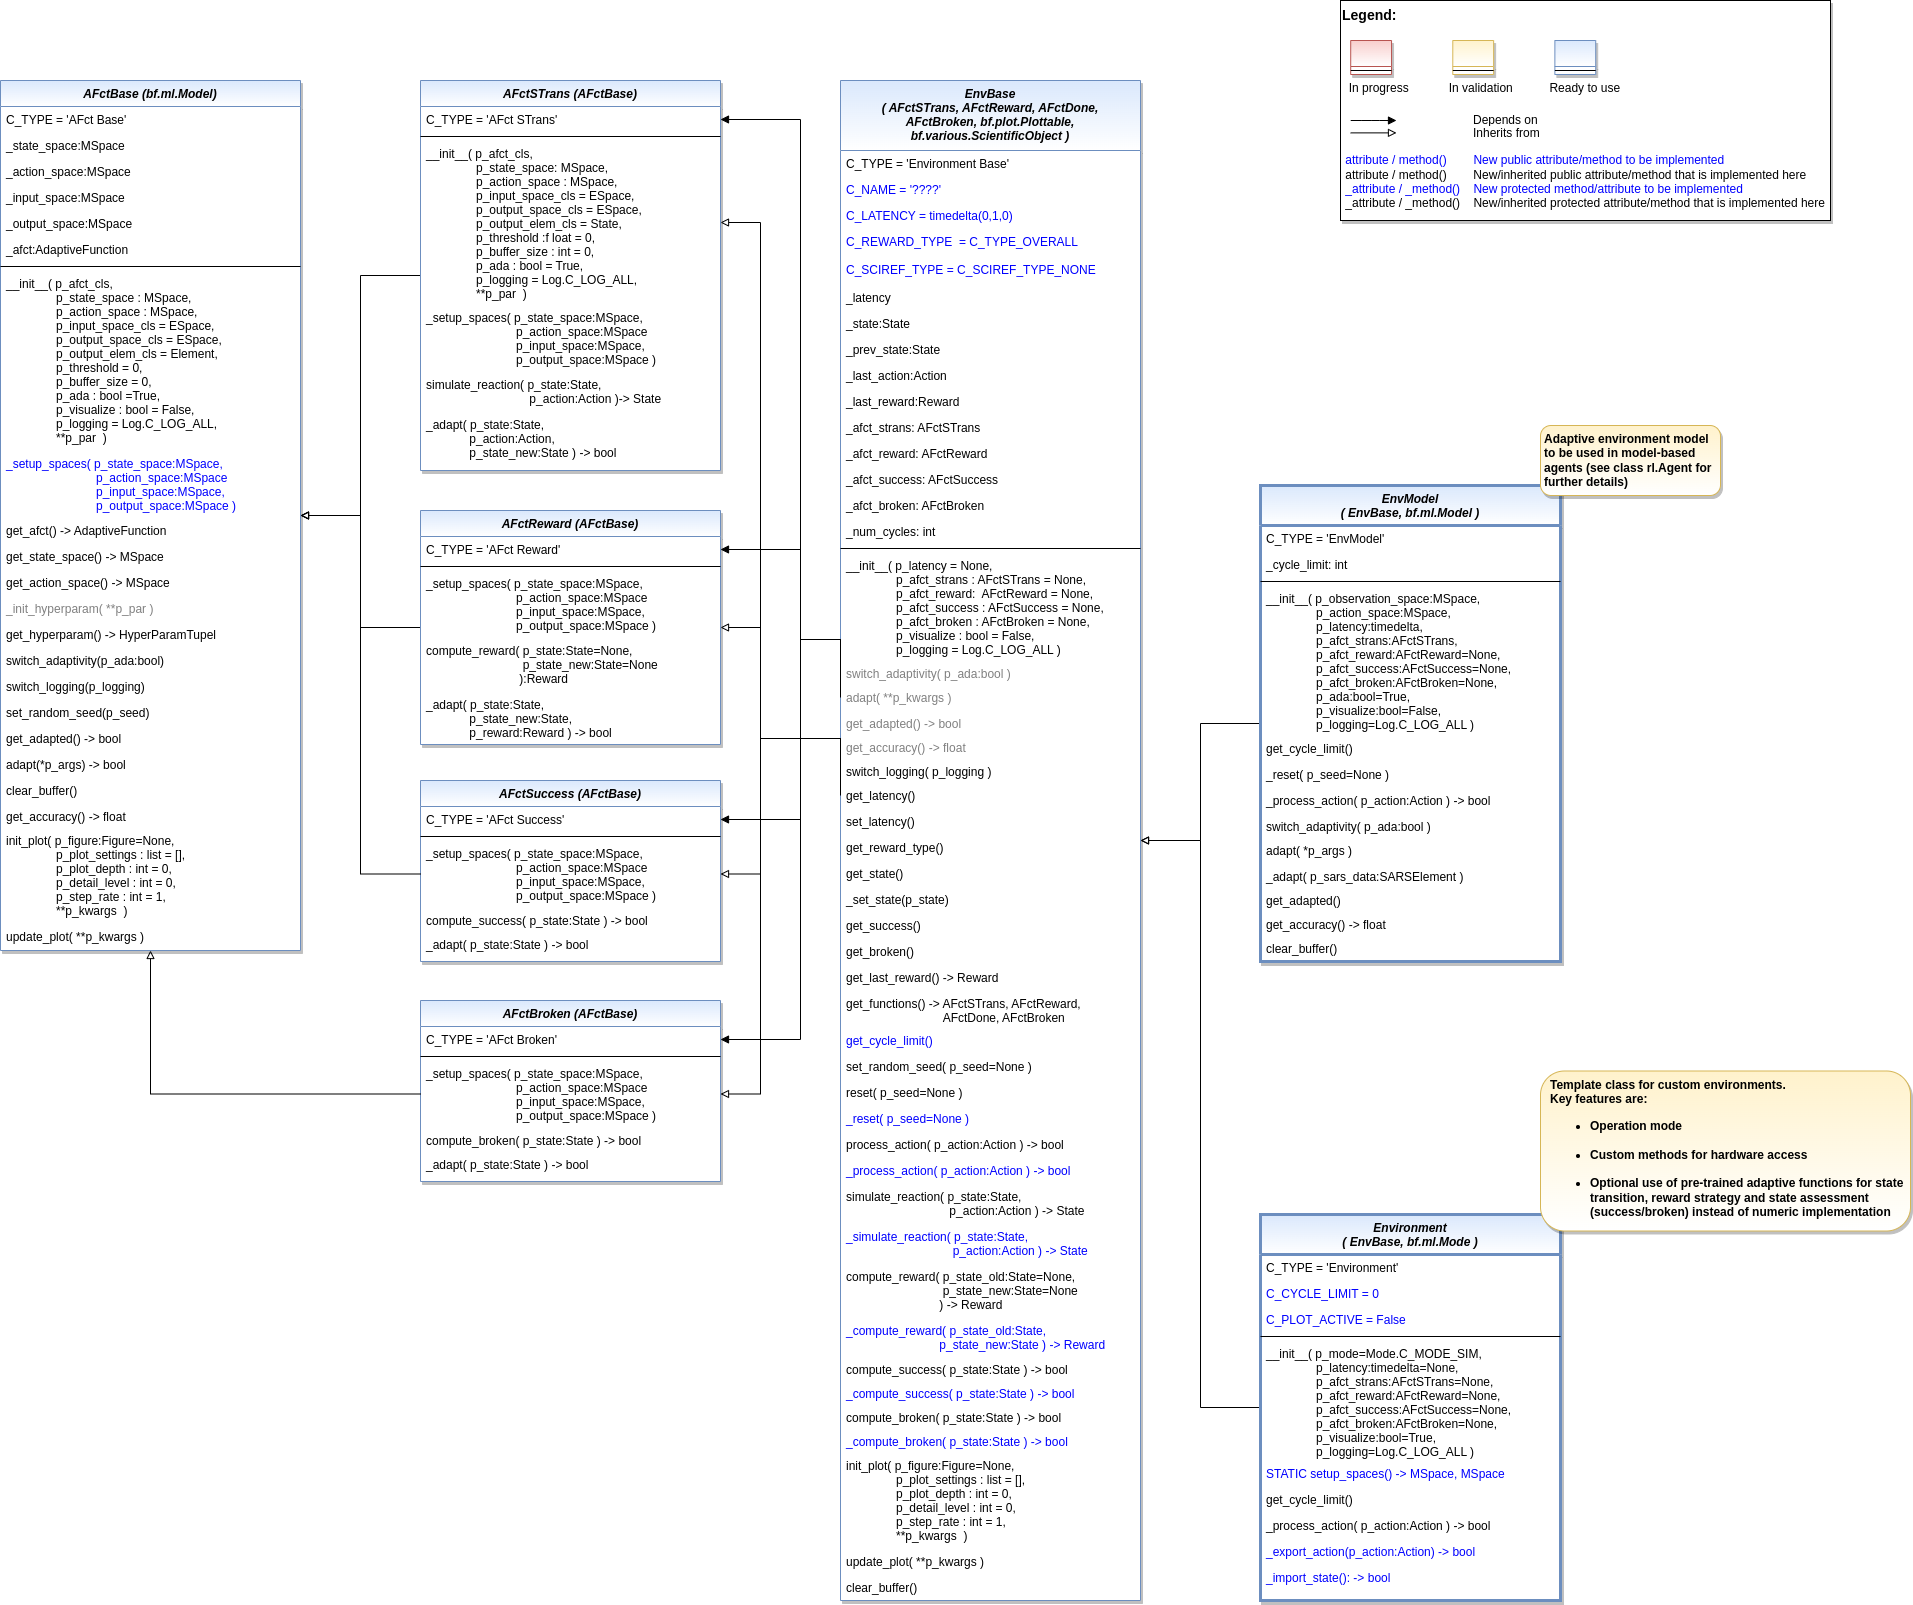 Legend:
In progress
In validation
Ready to use
Depends on
Inherits from
attribute / method() New public attribute/method to be implemented
attribute / method() New/inherited public attribute/method that is implemented here
_attribute / _method() New protected method/attribute to be implemented
_attribute / _method() New/inherited protected attribute/method that is implemented here
AFctBase (bf.ml.Model)
C_TYPE = 'AFct Base'
_state_space:MSpace
_action_space:MSpace
_input_space:MSpace
_output_space:MSpace
_afct:AdaptiveFunction
__init__( p_afct_cls,
p_state_space : MSpace,
p_action_space : MSpace,
p_input_space_cls = ESpace,
p_output_space_cls = ESpace,
p_output_elem_cls = Element,
p_threshold = 0,
p_buffer_size = 0,
p_ada : bool =True,
p_visualize : bool = False,
p_logging = Log.C_LOG_ALL,
**p_par )
_setup_spaces( p_state_space:MSpace,
p_action_space:MSpace
p_input_space:MSpace,
p_output_space:MSpace )
get_afct() -> AdaptiveFunction
get_state_space() -> MSpace
get_action_space() -> MSpace
_init_hyperparam( **p_par )
get_hyperparam() -> HyperParamTupel
switch_adaptivity(p_ada:bool)
switch_logging(p_logging)
set_random_seed(p_seed)
get_adapted() -> bool
adapt(*p_args) -> bool
clear_buffer()
get_accuracy() -> float
init_plot( p_figure:Figure=None,
p_plot_settings : list = [],
p_plot_depth : int = 0,
p_detail_level : int = 0,
p_step_rate : int = 1,
**p_kwargs )
update_plot( **p_kwargs )
AFctSTrans (AFctBase)
C_TYPE = 'AFct STrans'
__init__( p_afct_cls,
p_state_space: MSpace,
p_action_space : MSpace,
p_input_space_cls = ESpace,
p_output_space_cls = ESpace,
p_output_elem_cls = State,
p_threshold :f loat = 0,
p_buffer_size : int = 0,
p_ada : bool = True,
p_logging = Log.C_LOG_ALL,
**p_par )
_setup_spaces( p_state_space:MSpace,
p_action_space:MSpace
p_input_space:MSpace,
p_output_space:MSpace )
simulate_reaction( p_state:State,
p_action:Action )-> State
_adapt( p_state:State,
p_action:Action,
p_state_new:State ) -> bool
AFctReward (AFctBase)
C_TYPE = 'AFct Reward'
_setup_spaces( p_state_space:MSpace,
p_action_space:MSpace
p_input_space:MSpace,
p_output_space:MSpace )
compute_reward( p_state:State=None,
p_state_new:State=None
):Reward
_adapt( p_state:State,
p_state_new:State,
p_reward:Reward ) -> bool
AFctSuccess (AFctBase)
C_TYPE = 'AFct Success'
_setup_spaces( p_state_space:MSpace,
p_action_space:MSpace
p_input_space:MSpace,
p_output_space:MSpace )
compute_success( p_state:State ) -> bool
_adapt( p_state:State ) -> bool
AFctBroken (AFctBase)
C_TYPE = 'AFct Broken'
_setup_spaces( p_state_space:MSpace,
p_action_space:MSpace
p_input_space:MSpace,
p_output_space:MSpace )
compute_broken( p_state:State ) -> bool
_adapt( p_state:State ) -> bool
EnvBase
( AFctSTrans, AFctReward, AFctDone,
AFctBroken, bf.plot.Plottable,
bf.various.ScientificObject )
C_TYPE = 'Environment Base'
C_NAME = '????'
C_LATENCY = timedelta(0,1,0)
C_REWARD_TYPE = C_TYPE_OVERALL
C_SCIREF_TYPE = C_SCIREF_TYPE_NONE
_latency
_state:State
_prev_state:State
_last_action:Action
_last_reward:Reward
_afct_strans: AFctSTrans
_afct_reward: AFctReward
_afct_success: AFctSuccess
_afct_broken: AFctBroken
_num_cycles: int
__init__( p_latency = None,
p_afct_strans : AFctSTrans = None,
p_afct_reward: AFctReward = None,
p_afct_success : AFctSuccess = None,
p_afct_broken : AFctBroken = None,
p_visualize : bool = False,
p_logging = Log.C_LOG_ALL )
switch_adaptivity( p_ada:bool )
adapt( **p_kwargs )
get_adapted() -> bool
get_accuracy() -> float
switch_logging( p_logging )
get_latency()
set_latency()
get_reward_type()
get_state()
_set_state(p_state)
get_success()
get_broken()
get_last_reward() -> Reward
get_functions() -> AFctSTrans, AFctReward,
AFctDone, AFctBroken
get_cycle_limit()
set_random_seed( p_seed=None )
reset( p_seed=None )
_reset( p_seed=None )
process_action( p_action:Action ) -> bool
_process_action( p_action:Action ) -> bool
simulate_reaction( p_state:State,
p_action:Action ) -> State
_simulate_reaction( p_state:State,
p_action:Action ) -> State
compute_reward( p_state_old:State=None,
p_state_new:State=None
) -> Reward
_compute_reward( p_state_old:State,
p_state_new:State ) -> Reward
compute_success( p_state:State ) -> bool
_compute_success( p_state:State ) -> bool
compute_broken( p_state:State ) -> bool
_compute_broken( p_state:State ) -> bool
init_plot( p_figure:Figure=None,
p_plot_settings : list = [],
p_plot_depth : int = 0,
p_detail_level : int = 0,
p_step_rate : int = 1,
**p_kwargs )
update_plot( **p_kwargs )
clear_buffer()
Adaptive environment model
to be used in model-based
agents (see class rl.Agent for
further details)
EnvModel
( EnvBase, bf.ml.Model )
C_TYPE = 'EnvModel'
_cycle_limit: int
__init__( p_observation_space:MSpace,
p_action_space:MSpace,
p_latency:timedelta,
p_afct_strans:AFctSTrans,
p_afct_reward:AFctReward=None,
p_afct_success:AFctSuccess=None,
p_afct_broken:AFctBroken=None,
p_ada:bool=True,
p_visualize:bool=False,
p_logging=Log.C_LOG_ALL )
get_cycle_limit()
_reset( p_seed=None )
_process_action( p_action:Action ) -> bool
switch_adaptivity( p_ada:bool )
adapt( *p_args )
_adapt( p_sars_data:SARSElement )
get_adapted()
get_accuracy() -> float
clear_buffer()
Template class for custom environments.
Key features are:
• Operation mode
• Custom methods for hardware access
• Optional use of pre-trained adaptive functions for state
transition, reward strategy and state assessment
(success/broken) instead of numeric implementation
Environment
( EnvBase, bf.ml.Mode )
C_TYPE = 'Environment'
C_CYCLE_LIMIT = 0
C_PLOT_ACTIVE = False
__init__( p_mode=Mode.C_MODE_SIM,
p_latency:timedelta=None,
p_afct_strans:AFctSTrans=None,
p_afct_reward:AFctReward=None,
p_afct_success:AFctSuccess=None,
p_afct_broken:AFctBroken=None,
p_visualize:bool=True,
p_logging=Log.C_LOG_ALL )
STATIC setup_spaces() -> MSpace, MSpace
get_cycle_limit()
_process_action( p_action:Action ) -> bool
_export_action(p_action:Action) -> bool
_import_state(): -> bool